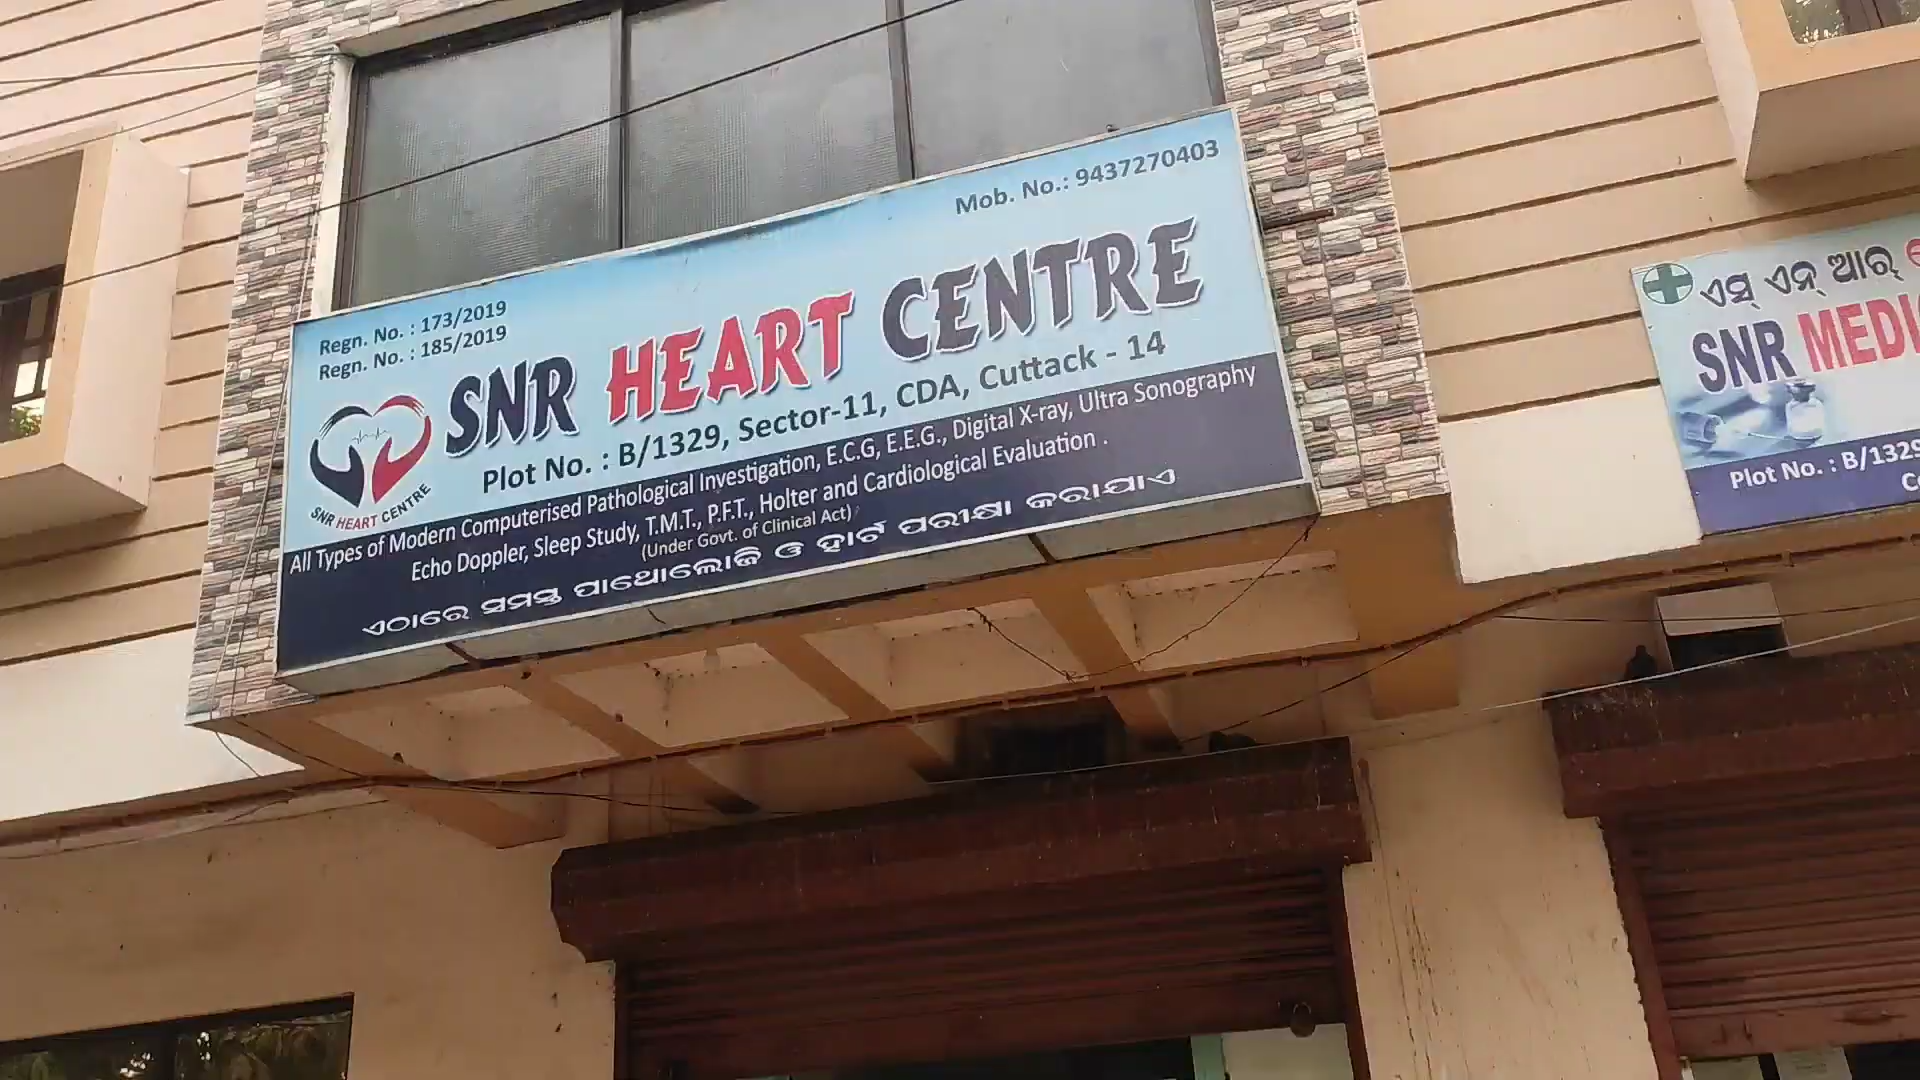 Mob. No.: 9437270403
Regn. No. : 173/2019
Regn. No. : 185/2019
SNR HEART CENTRE
SNR HEART CENTRE
Plot No. : B/1329, Sector-11, CDA, Cuttack - 14
All Types of Modern Computerised Pathological Investigation, E.C.G, E.E.G., Digital X-ray, Ultra Sonography
Echo Doppler, Sleep Study, T.M.T., P.F.T., Holter and Cardiological Evaluation .
(Under Govt. of Clinical Act)
ଏଠାରେ ସମସ୍ତ ପାଥୋଲୋଜି ଓ ହାର୍ଟ ପରୀକ୍ଷା କରାଯାଏ
ଏସ୍ ଏନ୍ ଆର୍
SNR MEDI
Plot No. : B/1329